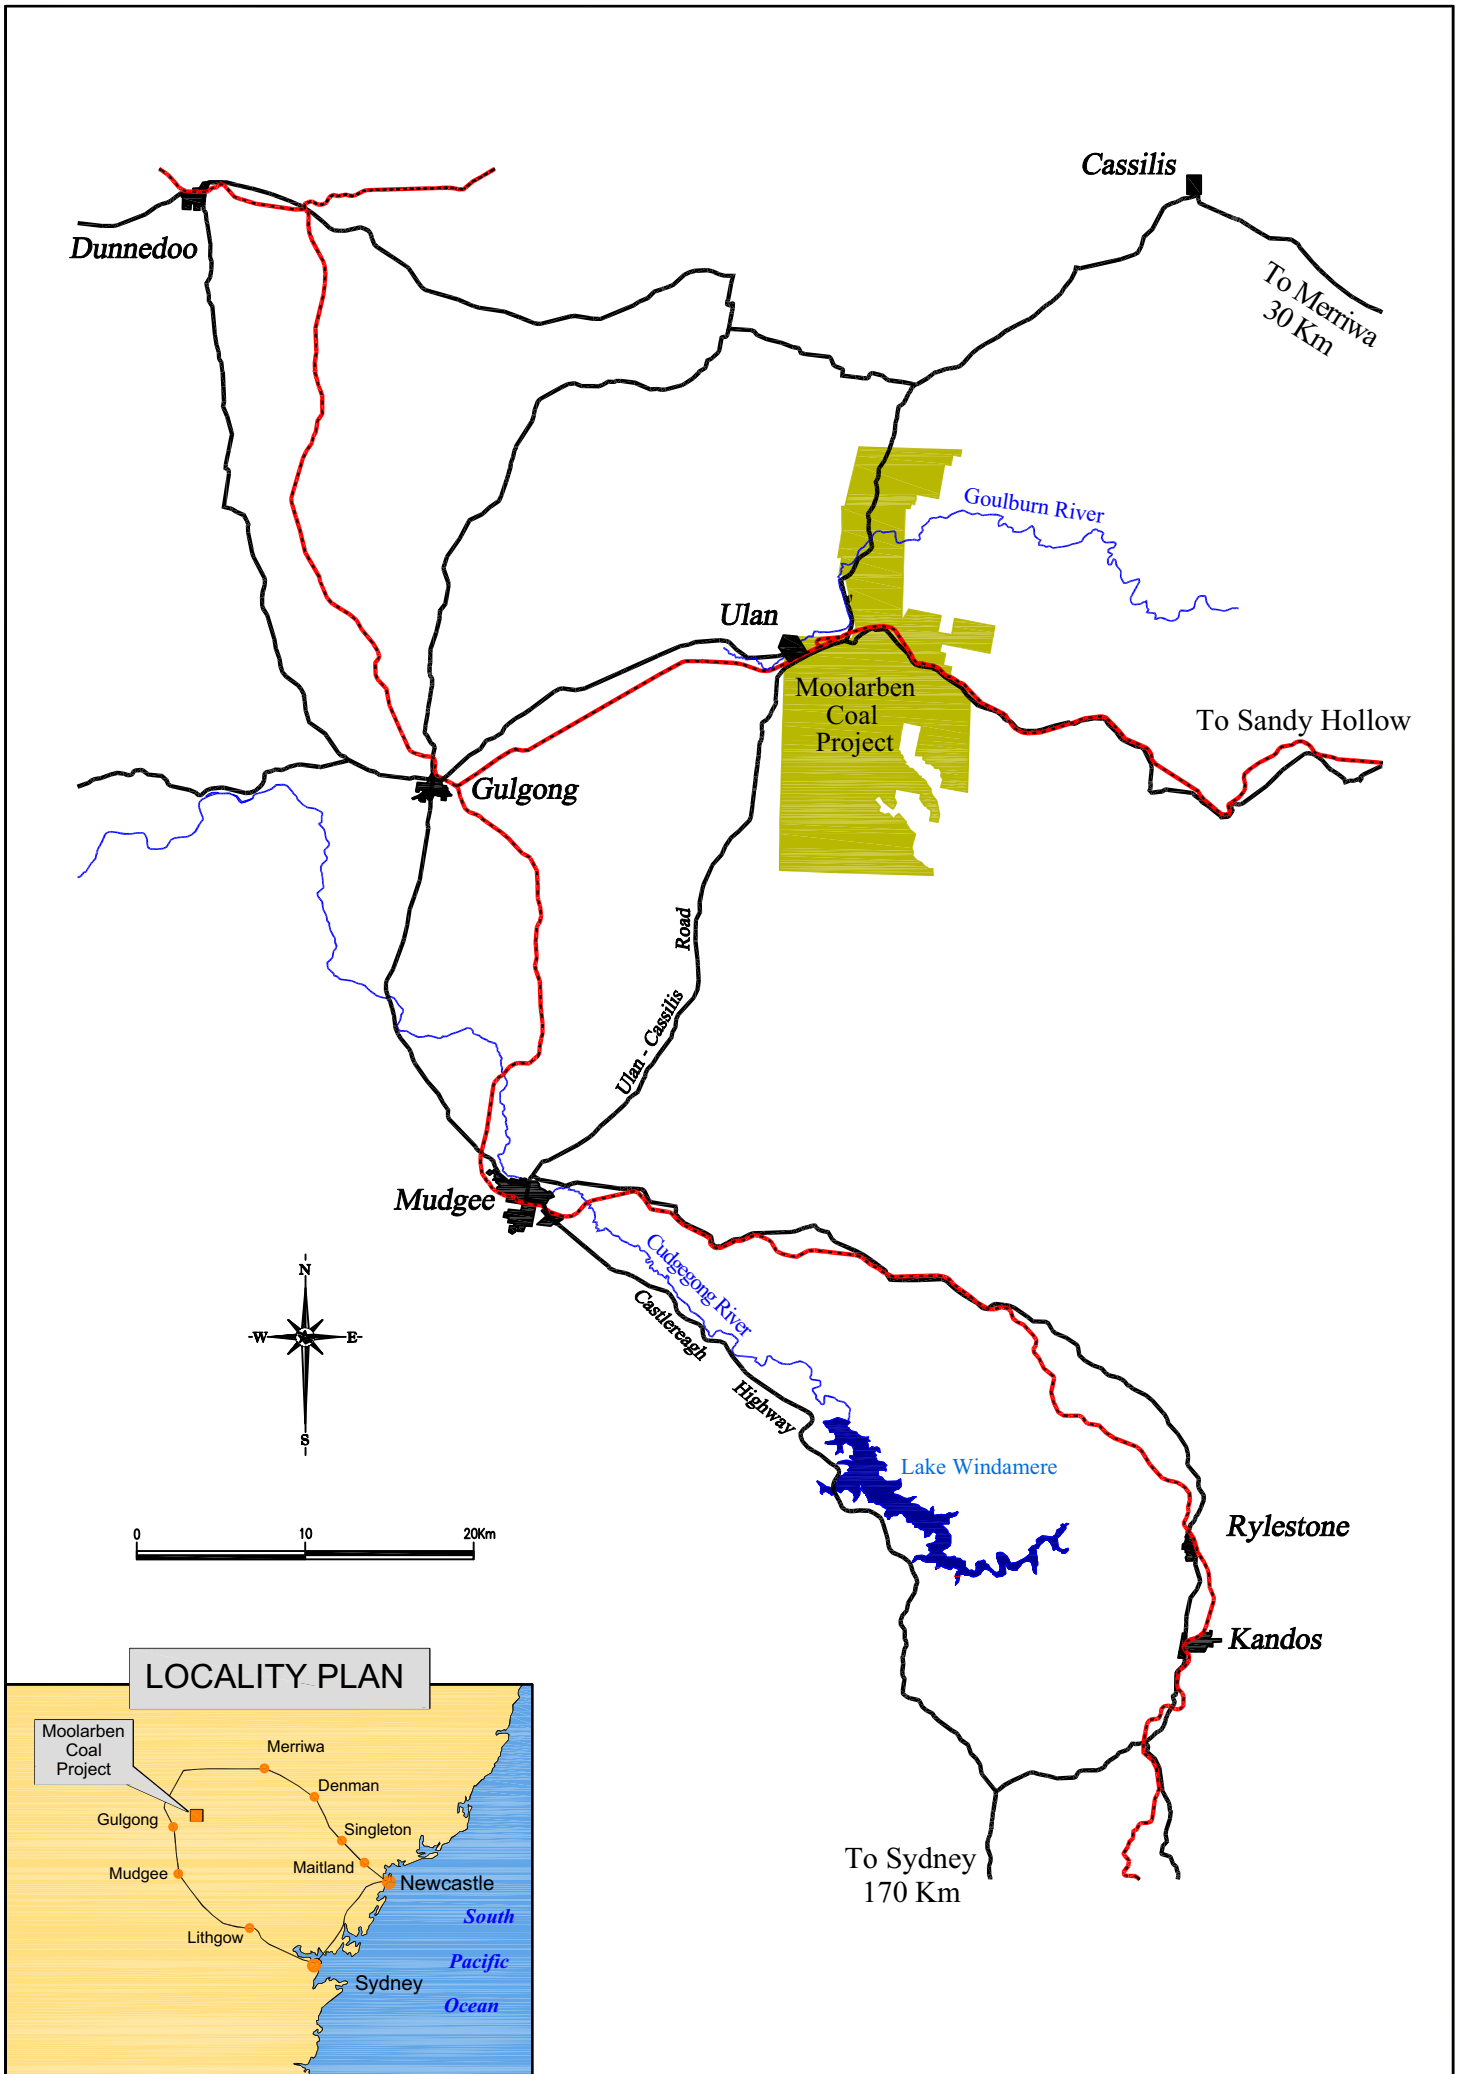 Cassilis
Dunnedoo
To Merriwa
30 Km
Goulburn River
Ulan
Moolarben
Coal
Project
To Sandy Hollow
Gulgong
Road
Ulan - Cassilis
Mudgee
Cudgegong River
Castlereagh
Highway
N
-W
E-
S
Lake Windamere
Rylestone
0
10
20Km
Kandos
LOCALITY PLAN
Moolarben
Coal
Project
Merriwa
Denman
Gulgong
Singleton
Maitland
Mudgee
Newcastle
South
Lithgow
Pacific
Sydney
Ocean
To Sydney
170 Km